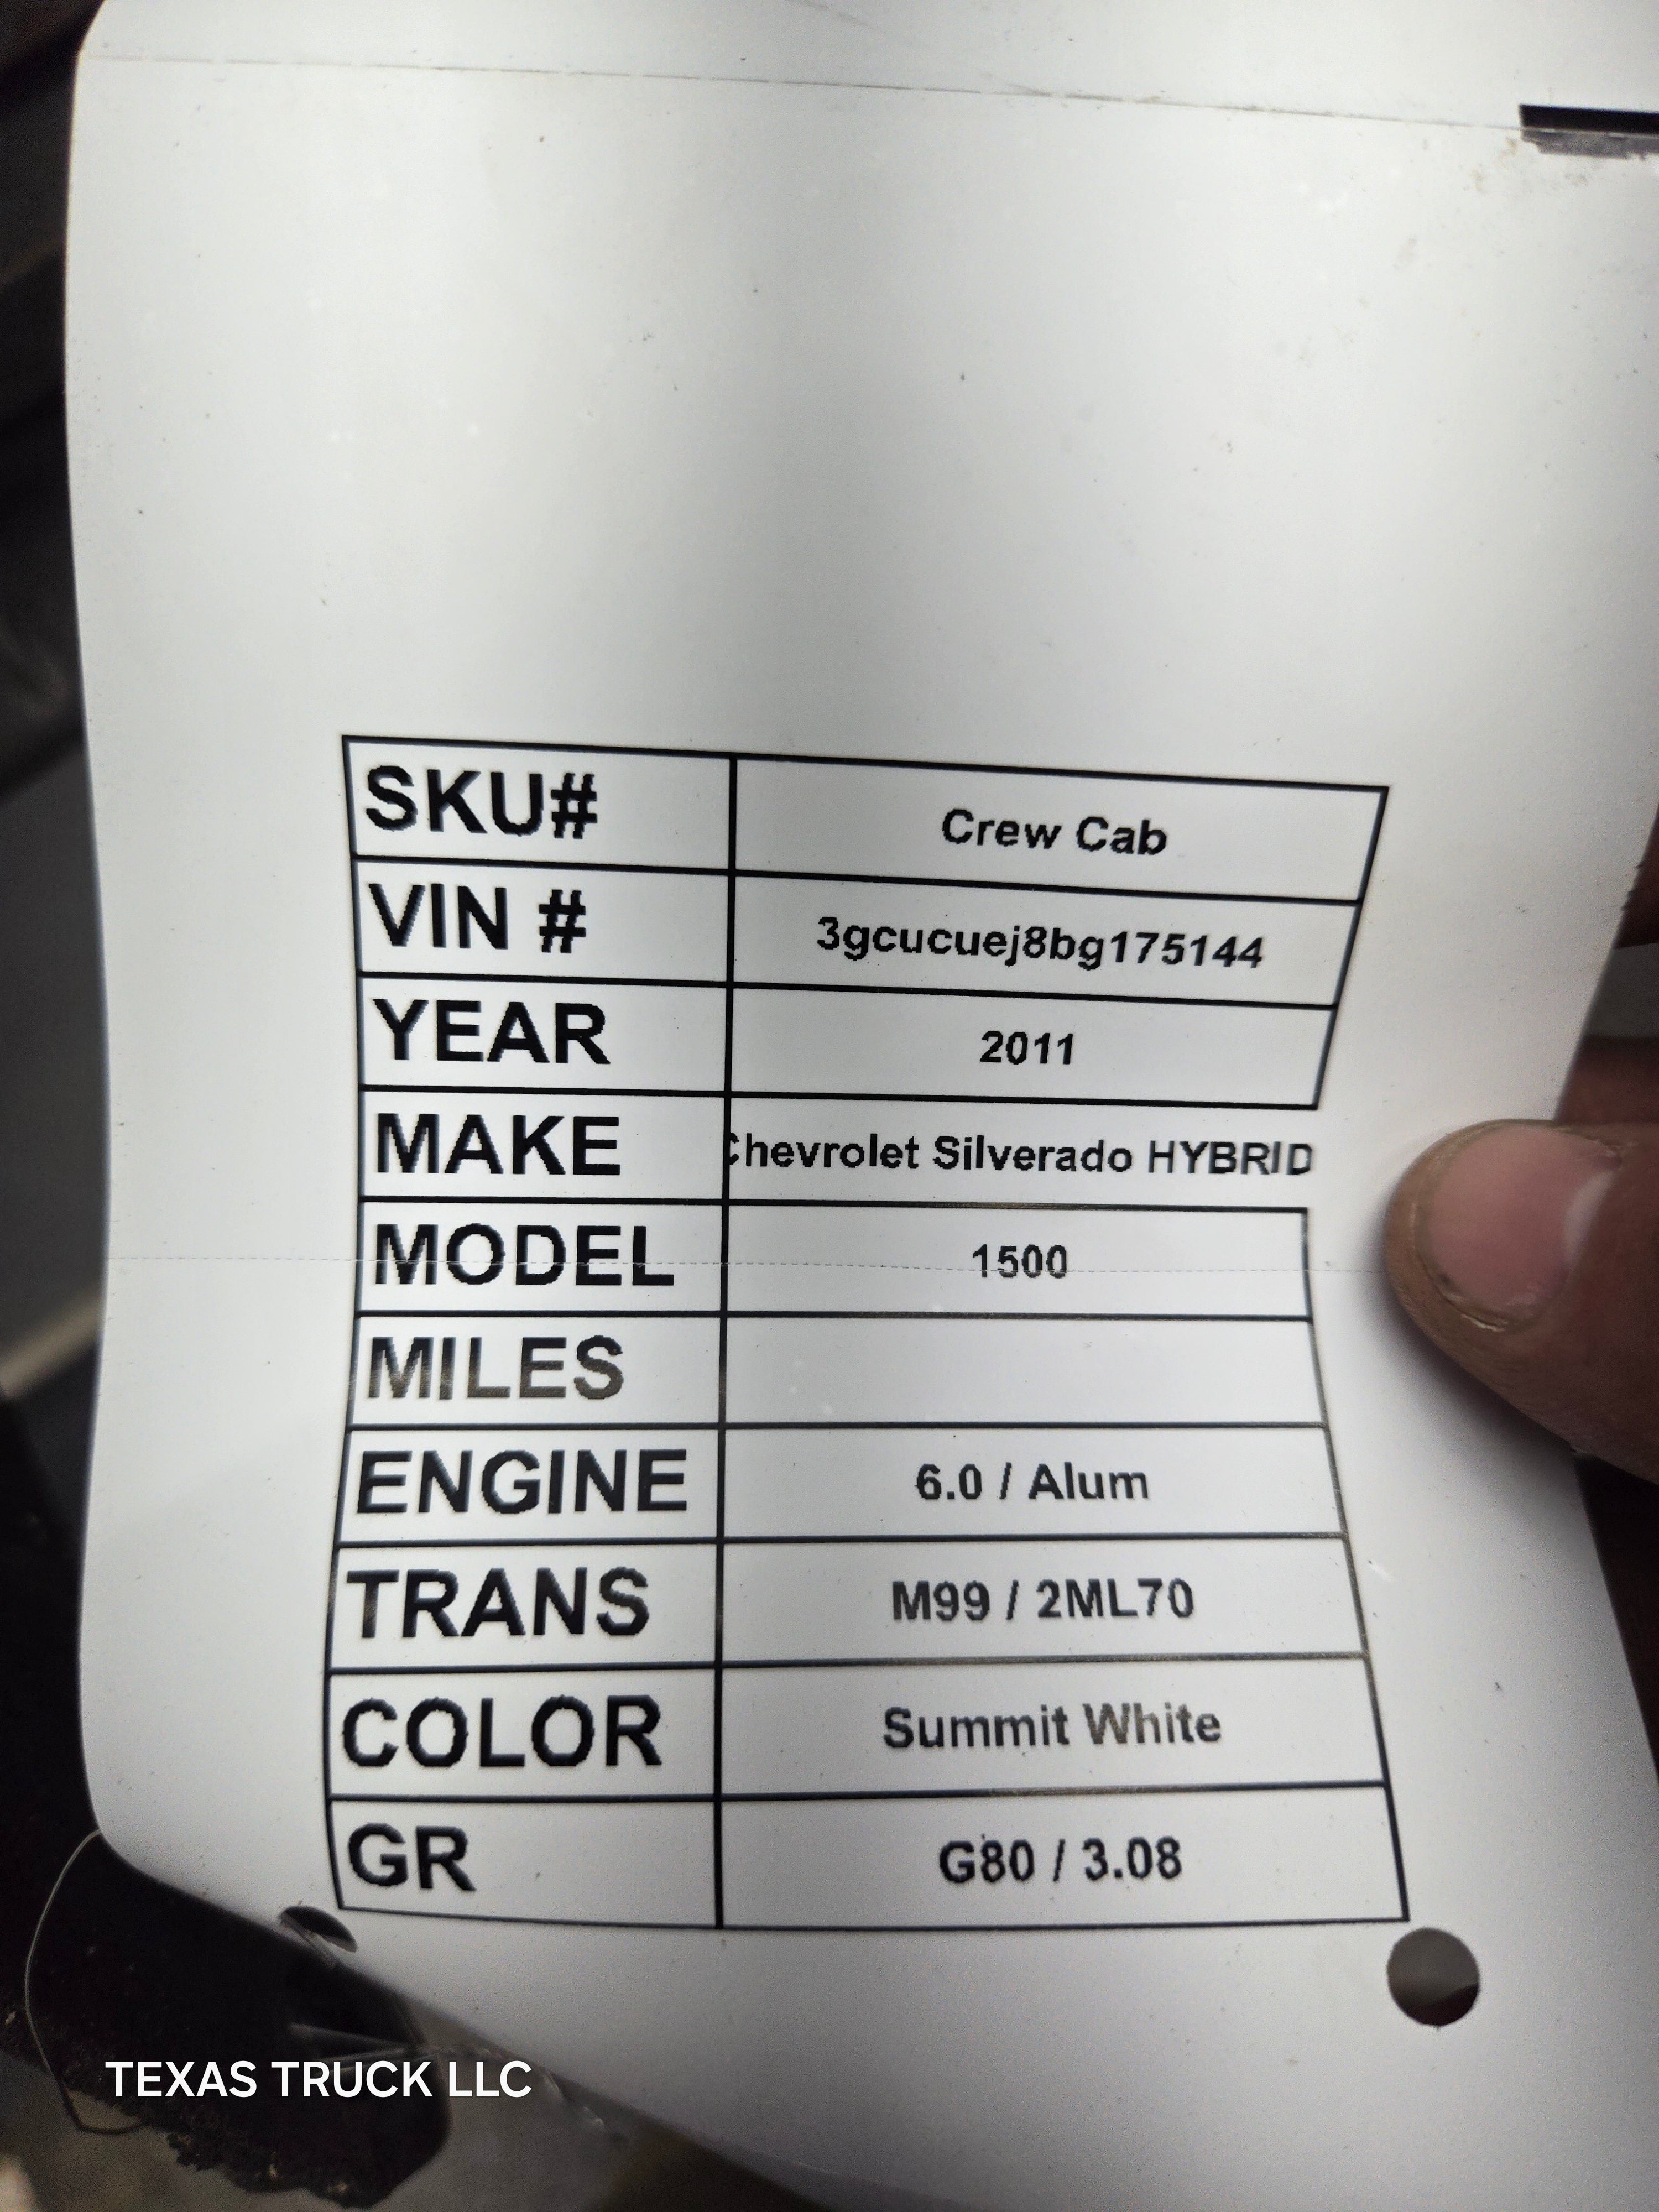 SKU# Crew Cab
VIN # 3gcucuej8bg175144
YEAR 2011
MAKE Chevrolet Silverado HYBRID
MODEL 1500
MILES
ENGINE 6.0 / Alum
TRANS M99 / 2ML70
COLOR Summit White
GR G80 / 3.08
TEXAS TRUCK LLC